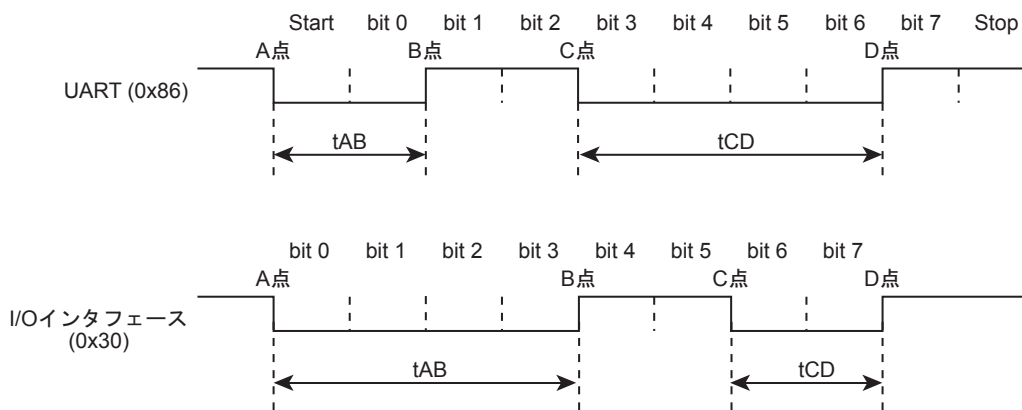 Start bit 0 bit 1 bit 2 bit 3 bit 4 bit 5 bit 6 bit 7 Stop
A点 B点 C点 D点
UART (0x86)
tAB tCD
bit 0 bit 1 bit 2 bit 3 bit 4 bit 5 bit 6 bit 7
A点 B点 C点 D点
I/Oインタフェース
(0x30)
tAB tCD